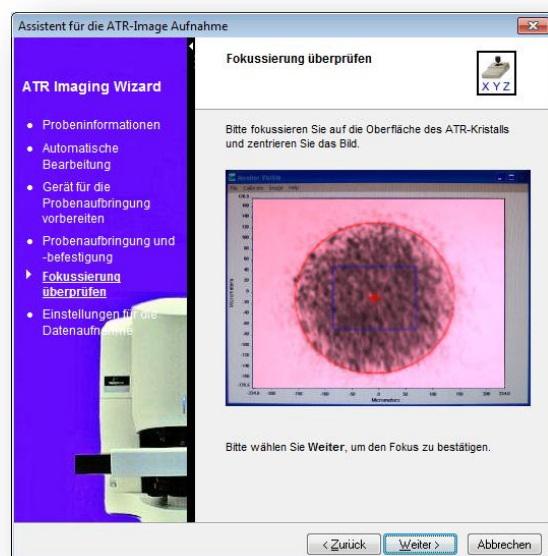 Assistent für die ATR-Image Aufnahme
ATR Imaging Wizard
Probeninformationen
Automatische
Bearbeitung
Gerät für die
Probenaufbringung
vorbereiten
Probenaufbringung und
-befestigung
Fokussierung
überprüfen
Einstellungen für die
Datenaufnahme
Fokussierung überprüfen
X Y Z
Bitte fokussieren Sie auf die Oberfläche des ATR-Kristalls
und zentrieren Sie das Bild.
File Calibrate Image Help
Micrometers
Bitte wählen Sie Weiter, um den Fokus zu bestätigen.
< Zurück Weiter > Abbrechen